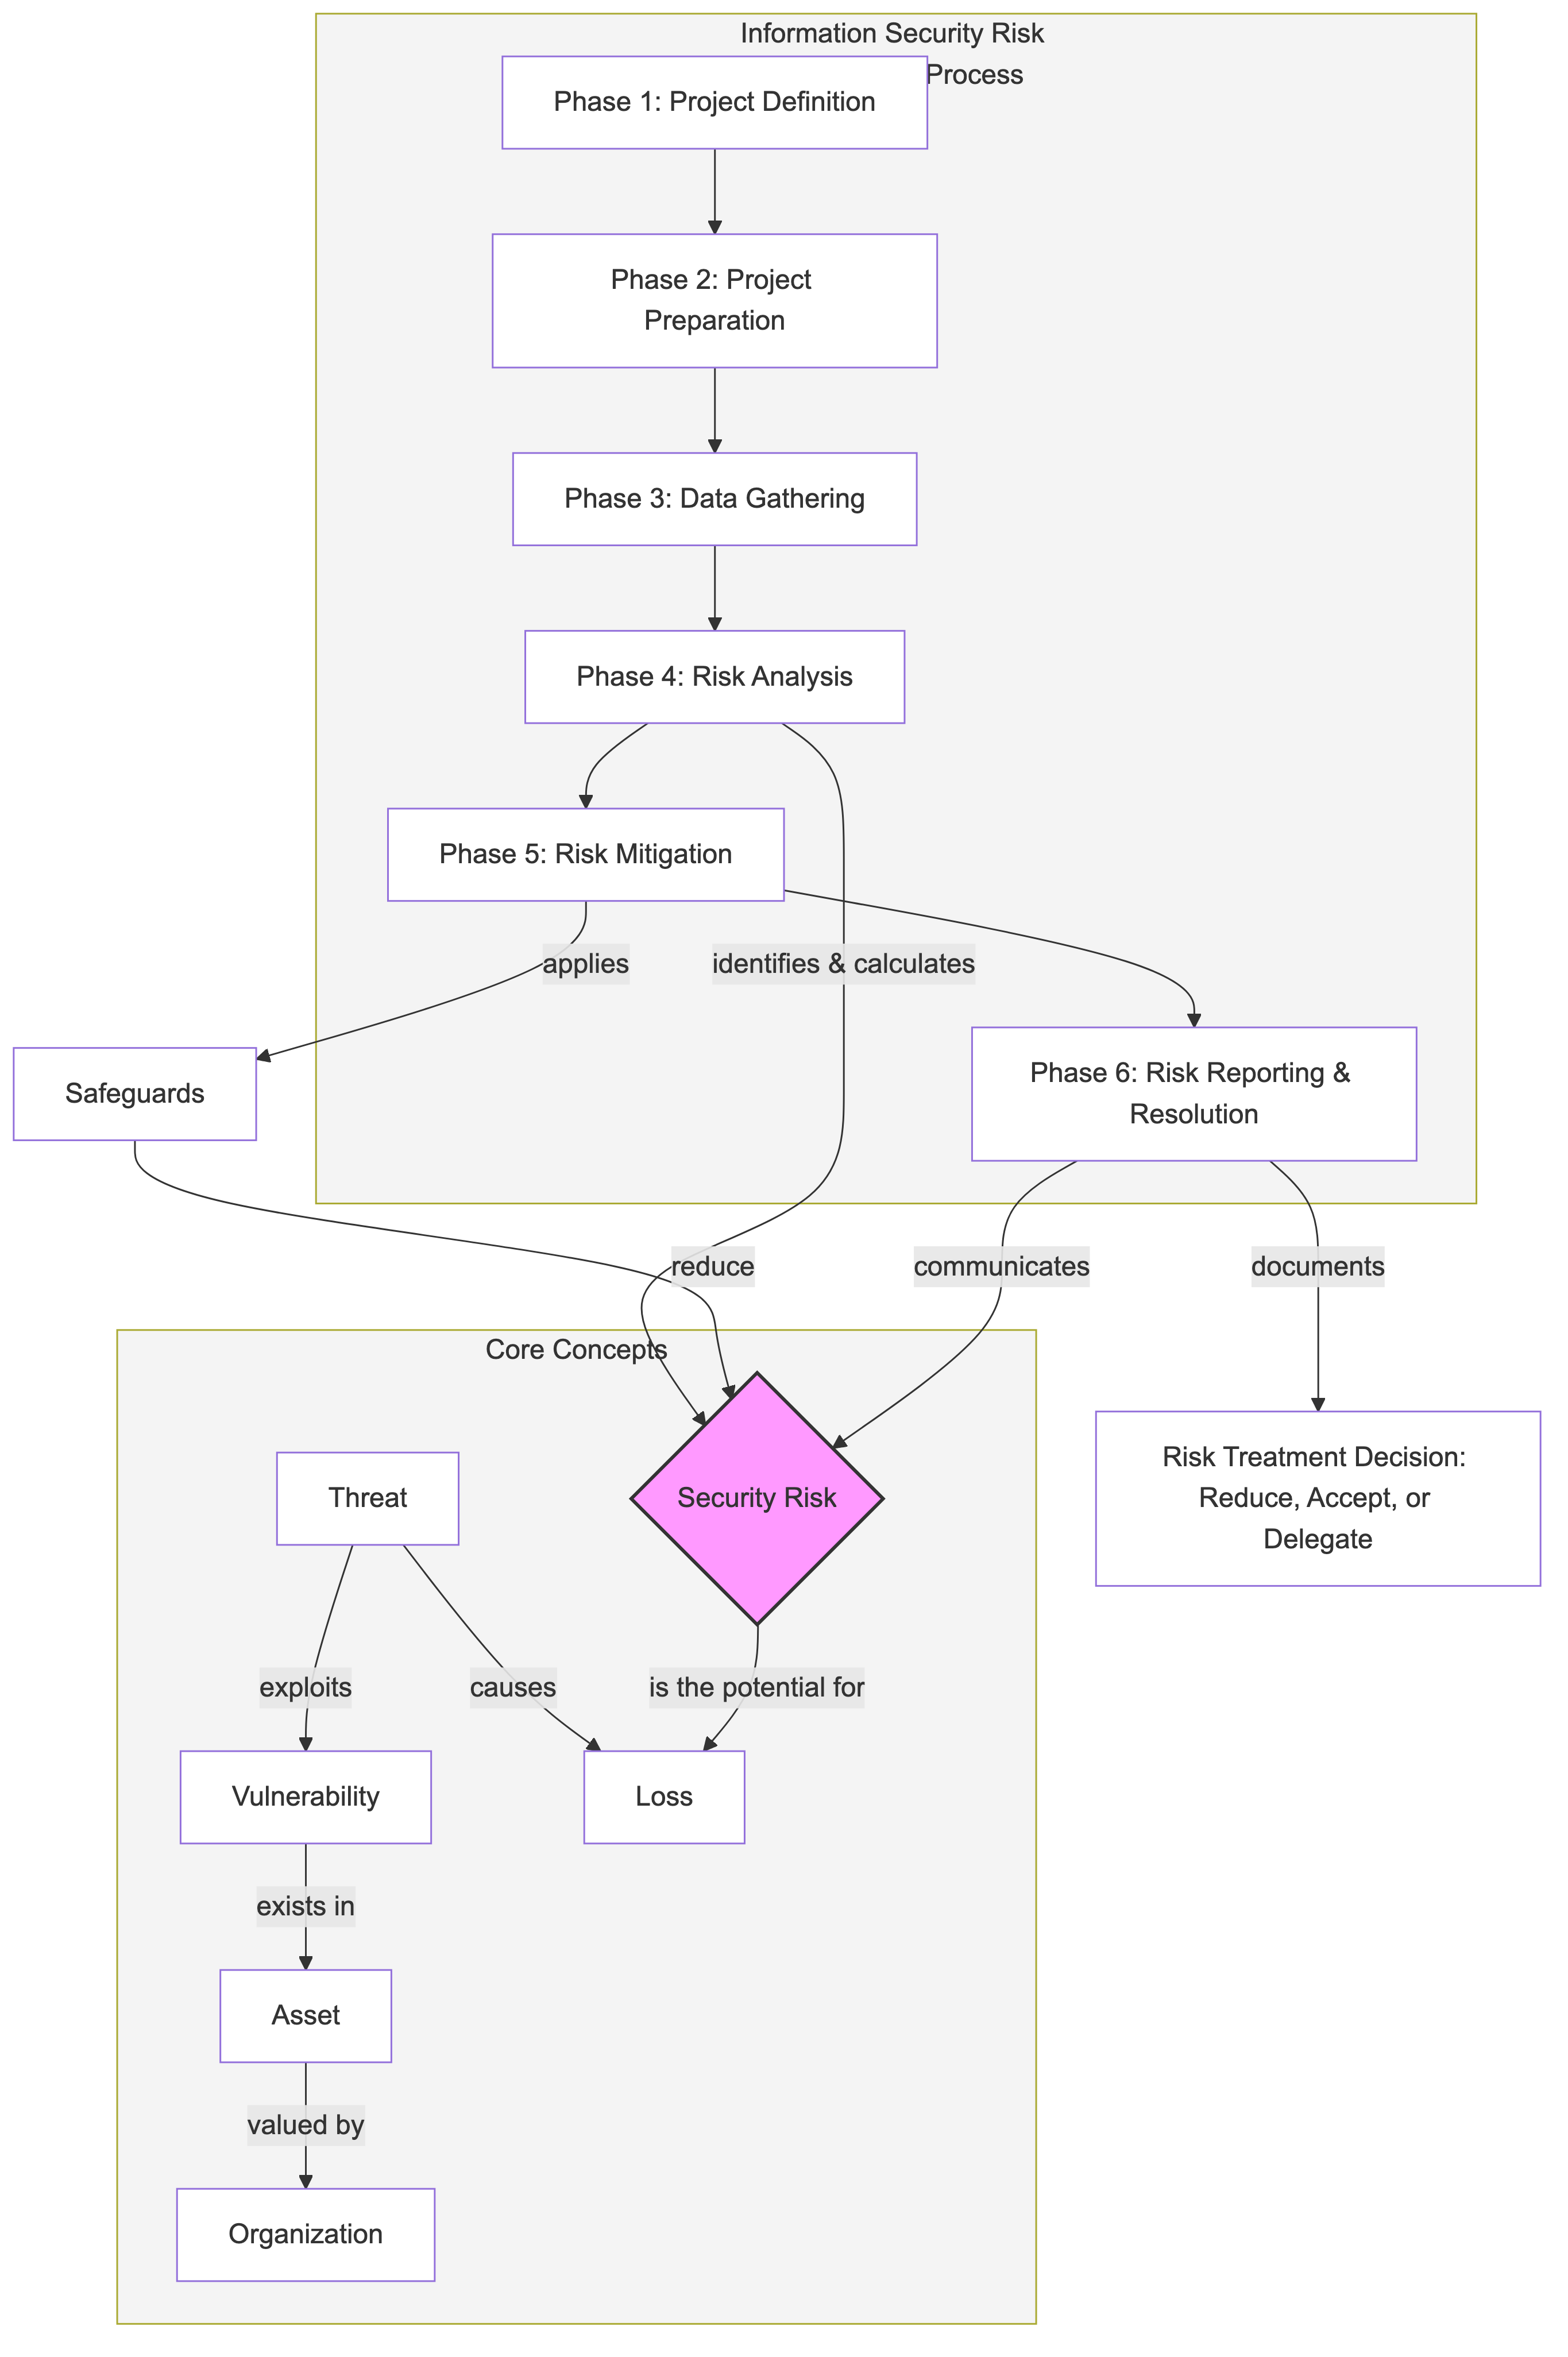 Information Security Risk
Process
Phase 1: Project Definition
Phase 2: Project
Preparation
Phase 3: Data Gathering
Phase 4: Risk Analysis
Phase 5: Risk Mitigation
applies
identifies & calculates
Safeguards
Phase 6: Risk Reporting &
Resolution
reduce
communicates
documents
Core Concepts
Threat
Security Risk
Risk Treatment Decision:
Reduce, Accept, or
Delegate
exploits
causes
is the potential for
Vulnerability
Loss
exists in
Asset
valued by
Organization